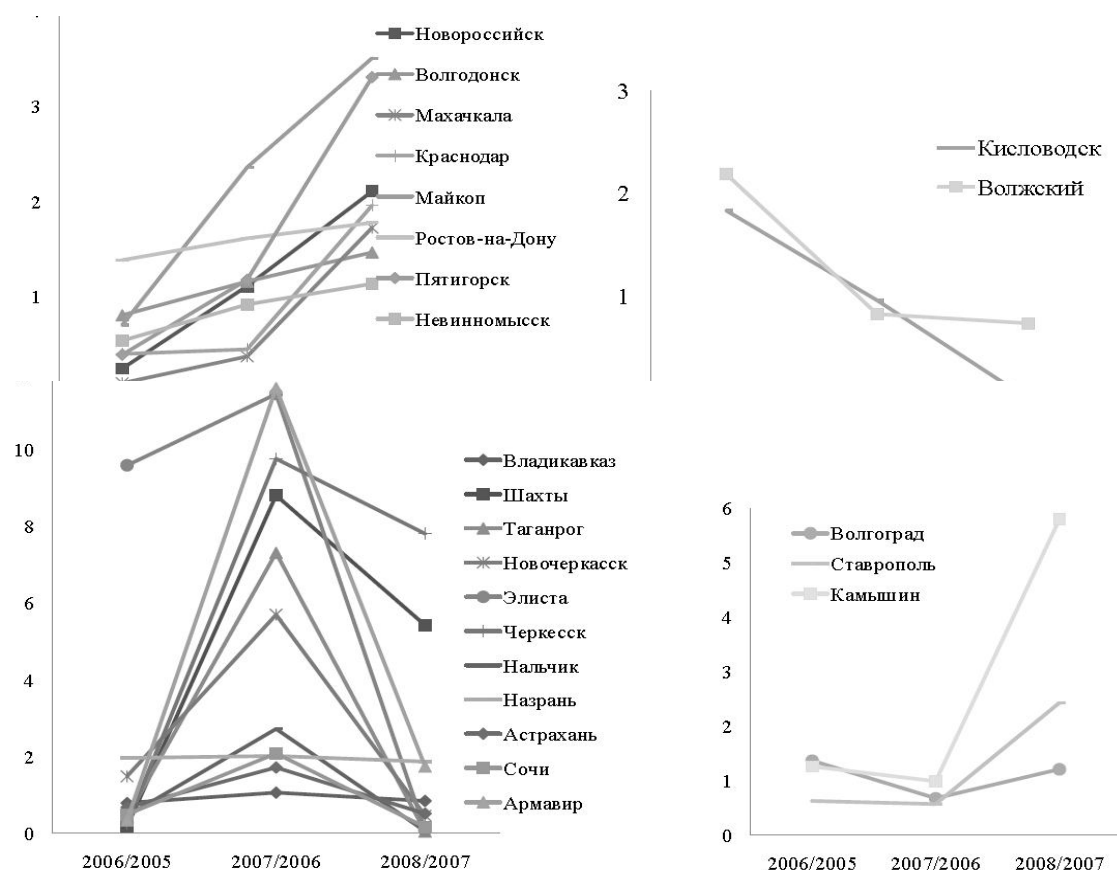 Новороссийск
Волгодонск
Махачкала
Краснодар
Майкоп
Ростов-на-Дону
Пятигорск
Невинномысск
3
2
1
3
2
1
Кисловодск
Волжский
10
8
6
4
2
0
Владикавказ
Шахты
Таганрог
Новочеркасск
Элиста
Черкесск
Нальчик
Назрань
Астрахань
Сочи
Армавир
2006/2005 2007/2006 2008/2007
6
5
4
3
2
1
0
Волгоград
Ставрополь
Камышин
2006/2005 2007/2006 2008/2007